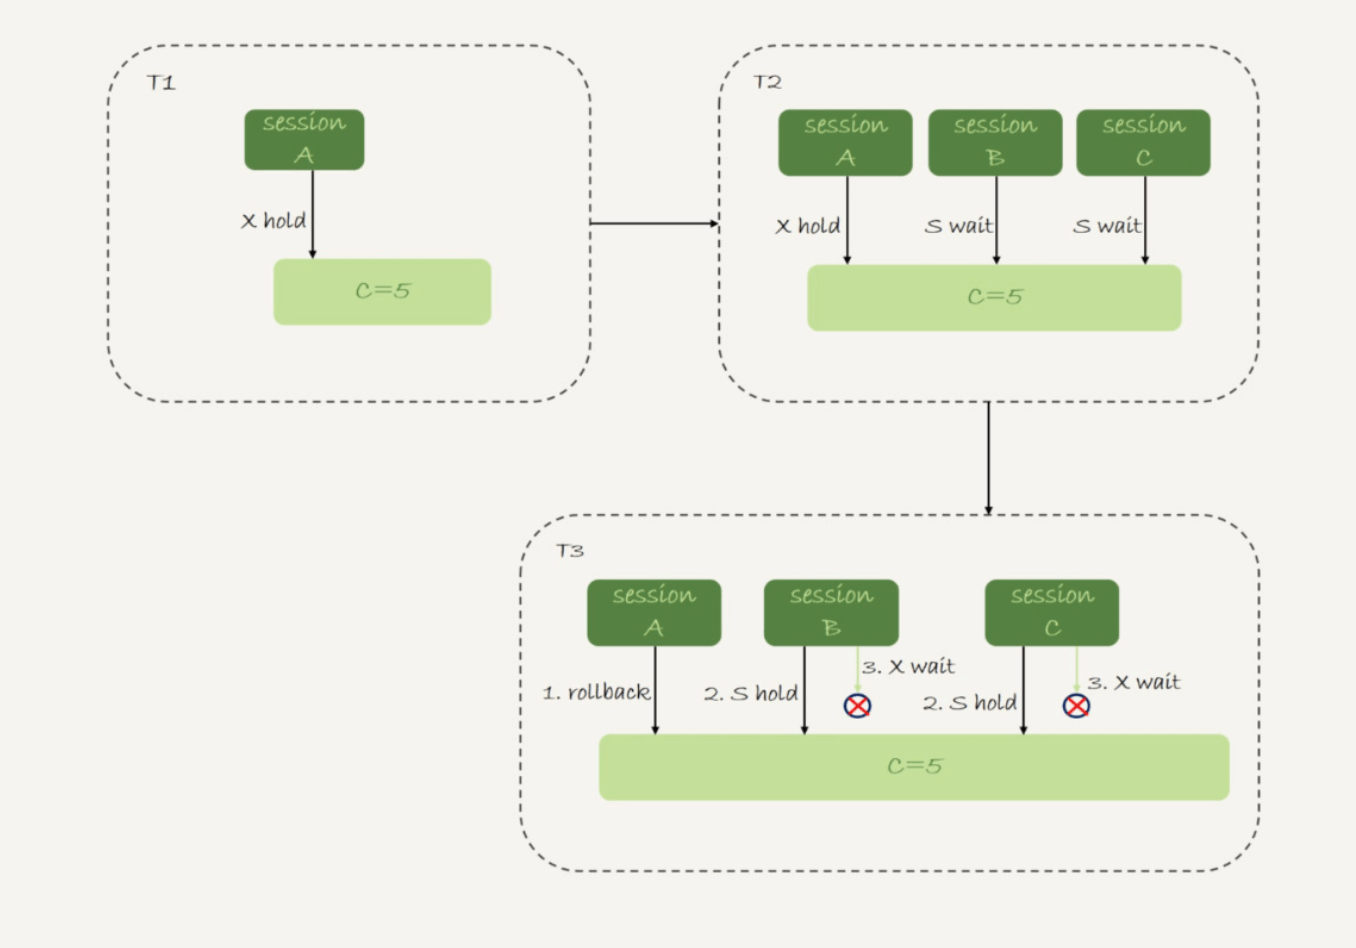 T1
session
A
X hold
C=5
T2
session
A
session
B
session
C
X hold
S wait
S wait
C=5
T3
session
A
session
B
session
C
1. rollback
2. S hold
3. X wait
2. S hold
3. X wait
C=5